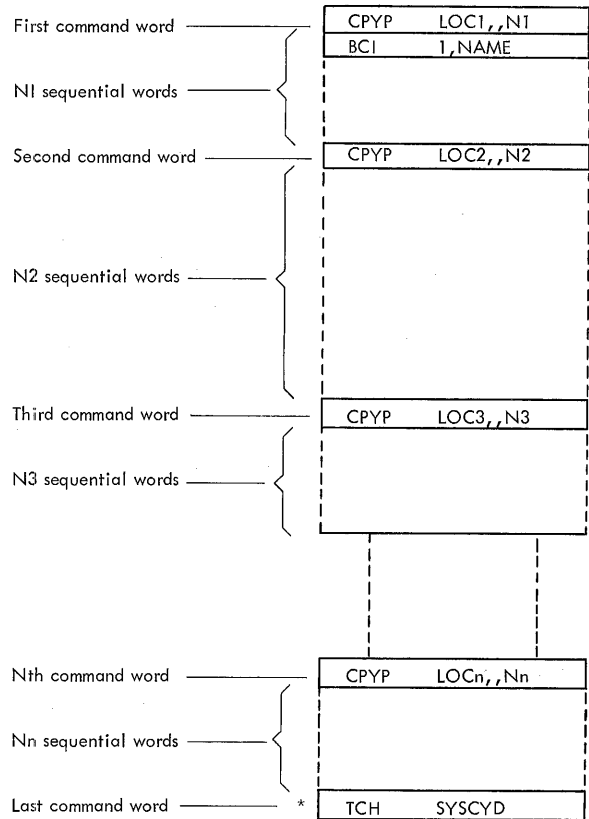 First command word CPYP LOC1,,N1
BCI 1,NAME
N1 sequential words
Second command word CPYP LOC2,,N2
N2 sequential words
Third command word CPYP LOC3,,N3
N3 sequential words
Nth command word CPYP LOCn,,Nn
Nn sequential words
Last command word * TCH SYSCYD